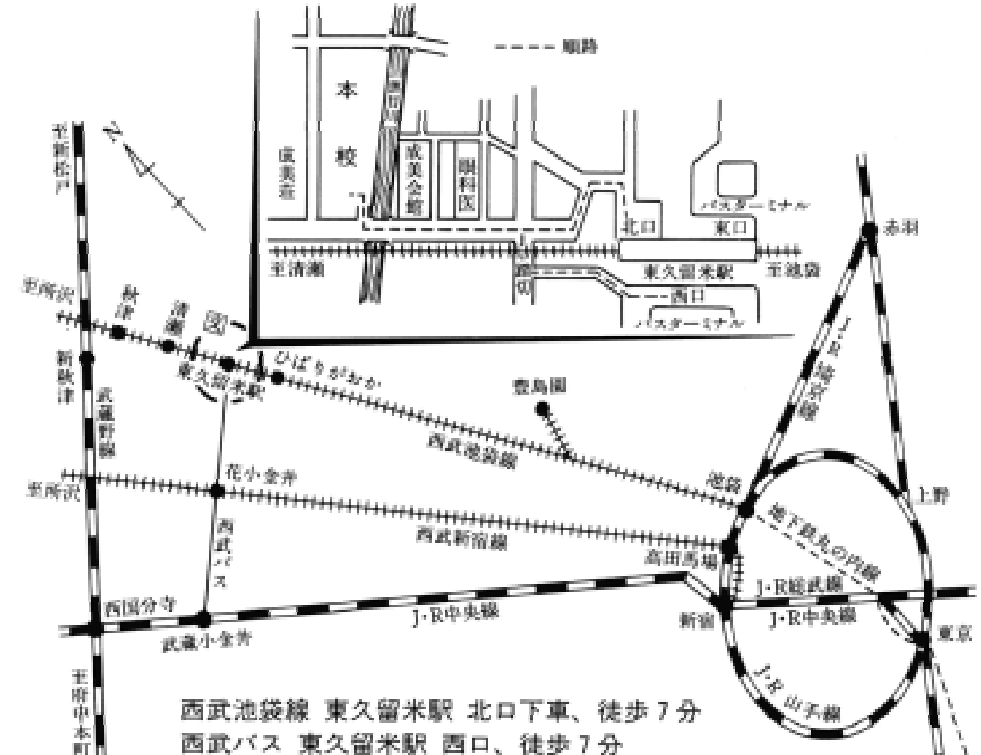 順路
本校
黒目川
成美荘
成美会館
眼科医
バスターミナル
北口
東口
至清瀬
踏切
東久留米駅
至池袋
西口
バスターミナル
N
至新松戸
至所沢
秋津
清瀬
図
東久留米駅
ひばりがおか
新秋津
武蔵野線
豊島園
西武池袋線
赤羽
J・R埼京線
池袋
上野
至所沢
花小金井
西武新宿線
高田馬場
地下鉄丸の内線
西武バス
西国分寺
武蔵小金井
J・R中央線
新宿
J・R総武線
J・R中央線
東京
J・R山手線
至府中本町
西武池袋線 東久留米駅 北口下車、徒歩7分
西武バス 東久留米駅 西口、徒歩7分